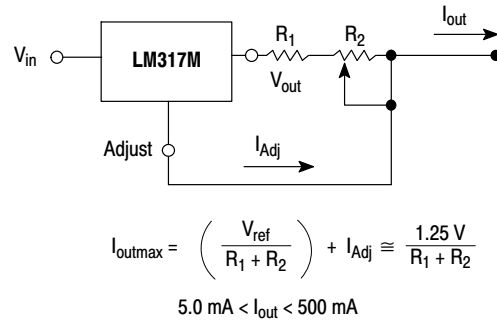 I_out
R_1 R_2
V_in LM317M
V_out
Adjust I_Adj
I_outmax = ( V_ref / R_1 + R_2 ) + I_Adj ≅ 1.25 V / R_1 + R_2
5.0 mA < I_out < 500 mA